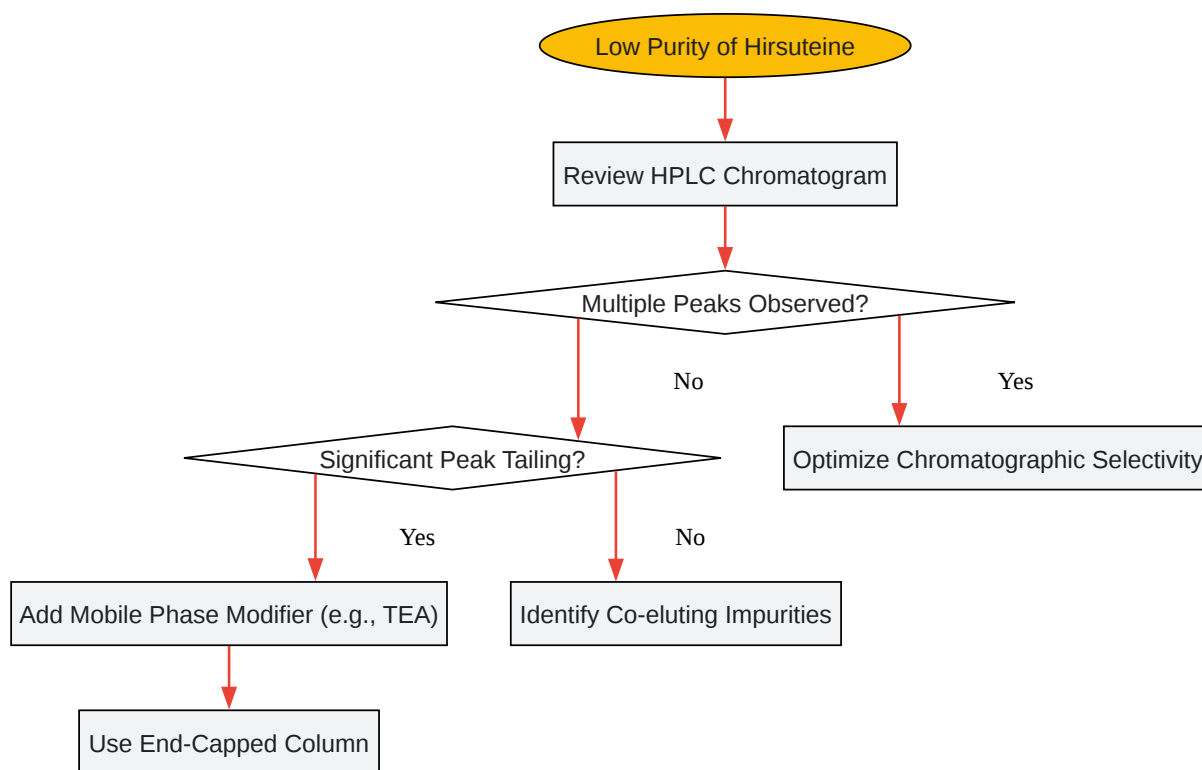 Low Purity of Hirsuteine
Review HPLC Chromatogram
Multiple Peaks Observed?
No
Yes
Significant Peak Tailing?
Optimize Chromatographic Selectivity
Yes
No
Add Mobile Phase Modifier (e.g., TEA)
Identify Co-eluting Impurities
Use End-Capped Column